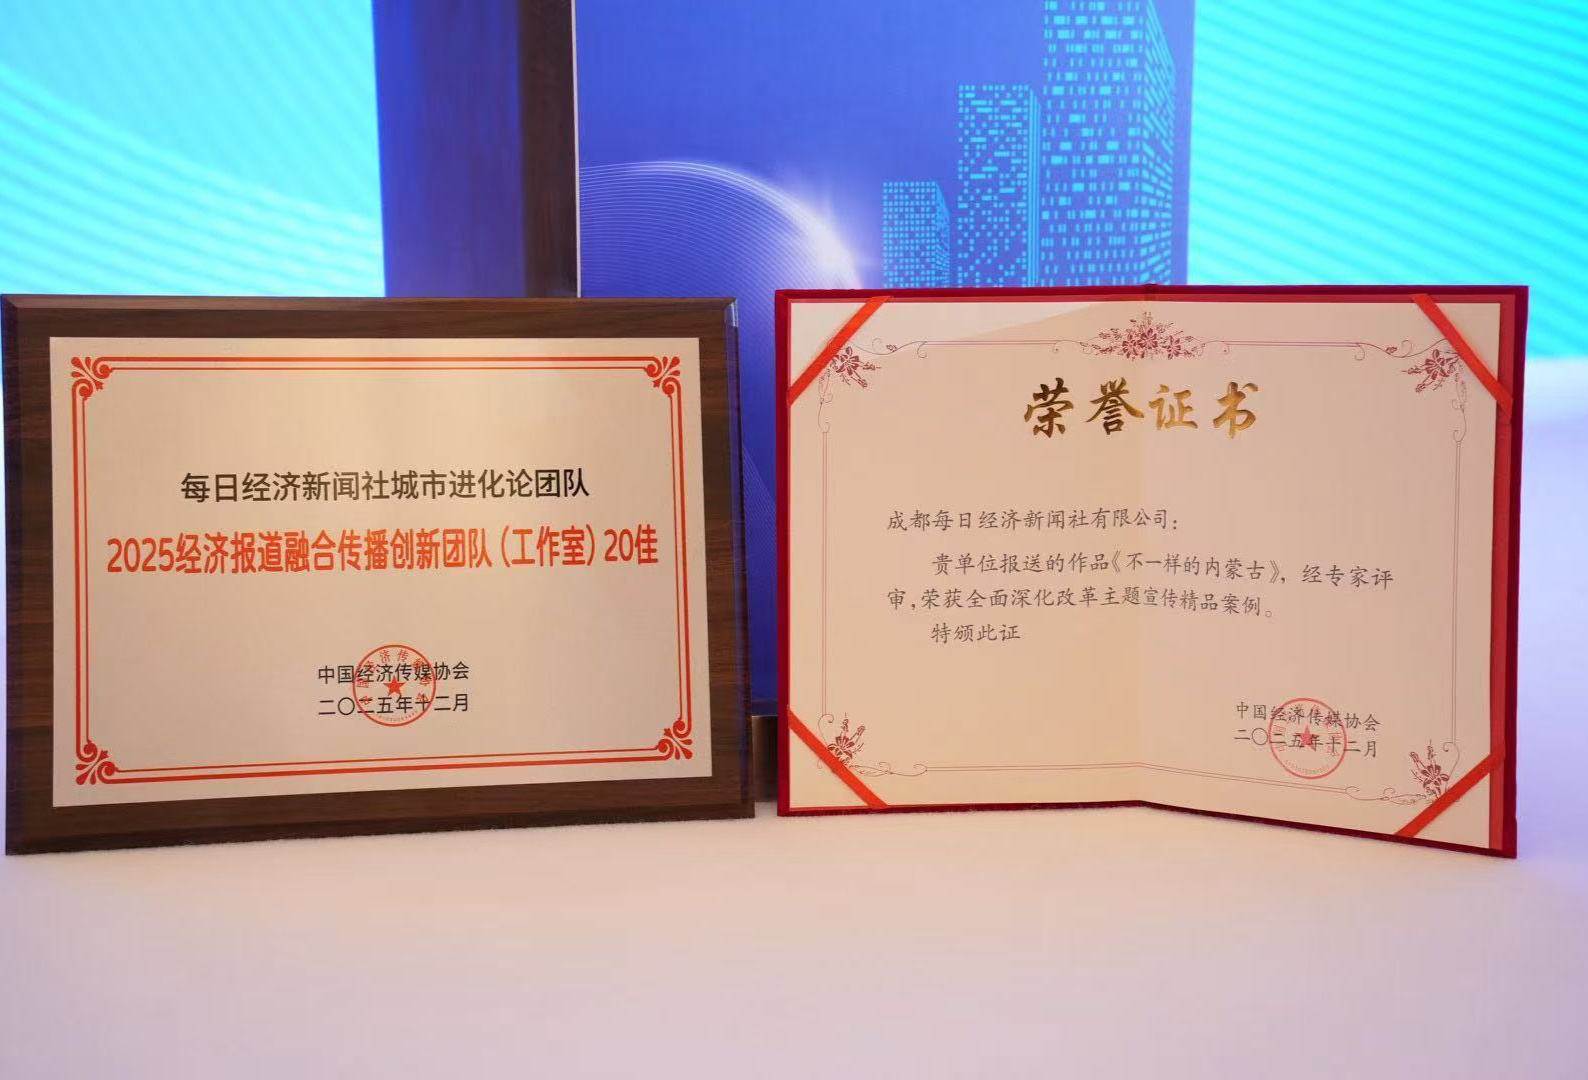 每日经济新闻社城市进化论团队
2025经济报道融合传播创新团队（工作室）20佳
中国经济传媒协会
二〇二五年十二月
荣誉证书
成都每日经济新闻社有限公司：
贵单位报送的作品《不一样的内蒙古》，经专家评
审，荣获全面深化改革主题宣传精品案例。
特颁此证
中国经济传媒协会
二〇二五年十二月